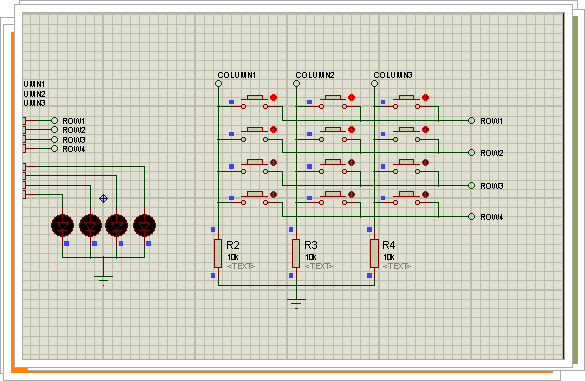 COLUMN1 COLUMN2 COLUMN3
UMN1
UMN2
UMN3
ROW1
ROW2
ROW3
ROW4
ROW1
ROW2
ROW3
ROW4
R2
10k
<TEXT>
R3
10k
<TEXT>
R4
10k
<TEXT>